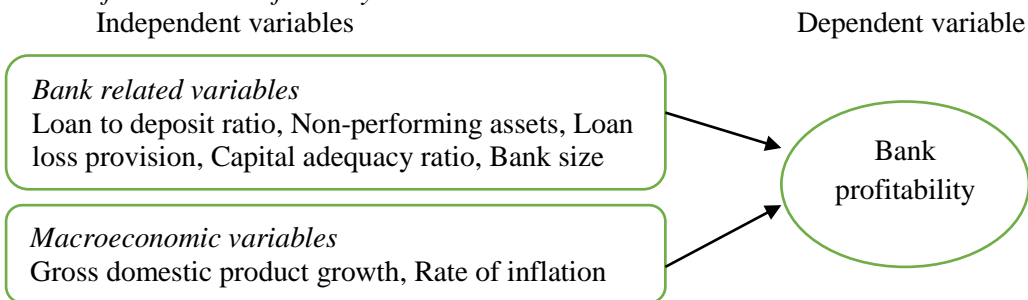 Independent variables
Dependent variable
Bank related variables
Loan to deposit ratio, Non-performing assets, Loan
loss provision, Capital adequacy ratio, Bank size
Bank
profitability
Macroeconomic variables
Gross domestic product growth, Rate of inflation